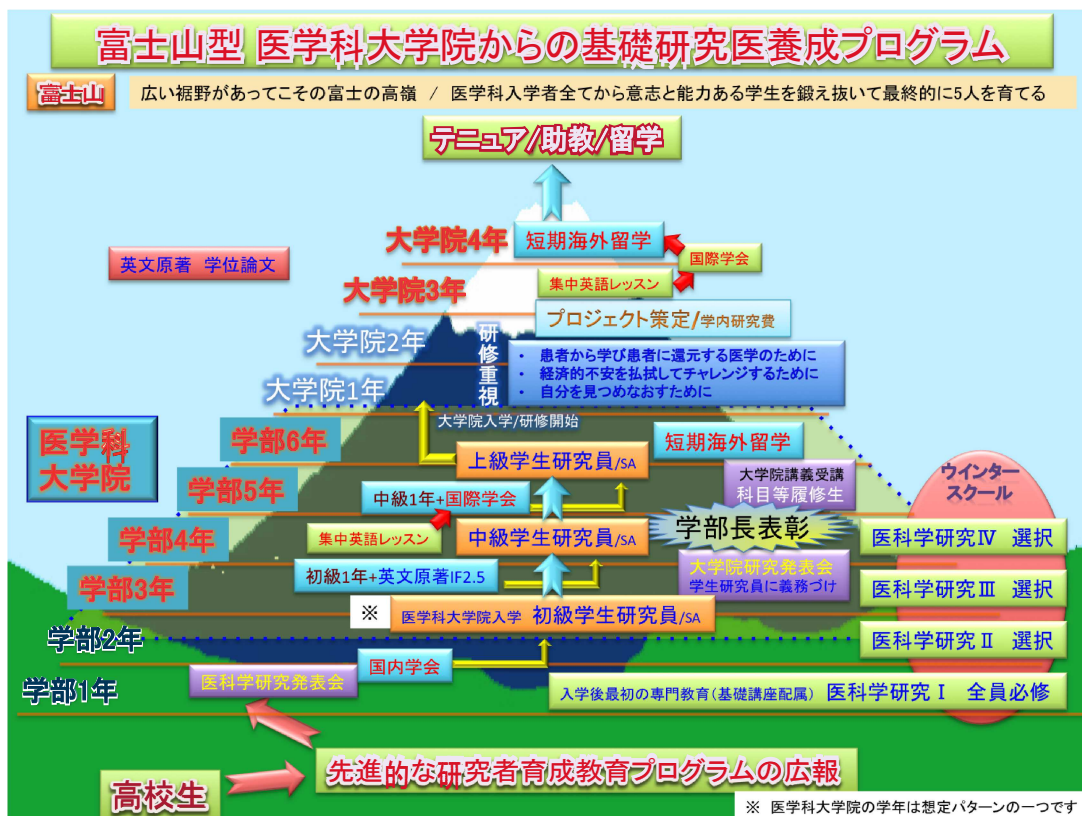 富士山型 医学科大学院からの基礎研究医養成プログラム
富士山
広い裾野があってこその富士の高嶺 / 医学科入学者全てから意志と能力ある学生を鍛え抜いて最終的に5人を育てる
テニュア/助教/留学
大学院4年
短期海外留学
国際学会
英文原著 学位論文
集中英語レッスン
大学院3年
プロジェクト策定/学内研究費
大学院2年
研修重視
・ 患者から学び患者に還元する医学のために
・ 経済的不安を払拭してチャレンジするために
・ 自分を見つめなおすために
大学院1年
大学院入学/研修開始
医学科
大学院
学部6年
短期海外留学
上級学生研究員/SA
大学院講義受講
科目等履修生
ウインター
スクール
学部5年
中級1年+国際学会
学部長表彰
学部4年
集中英語レッスン
中級学生研究員/SA
医科学研究Ⅳ 選択
大学院研究発表会
学生研究員に義務づけ
学部3年
初級1年+英文原著IF2.5
医科学研究Ⅲ 選択
※
医学科大学院入学 初級学生研究員/SA
学部2年
医科学研究Ⅱ 選択
国内学会
医科学研究発表会
学部1年
入学後最初の専門教育(基礎講座配属) 医科学研究Ⅰ 全員必修
先進的な研究者育成教育プログラムの広報
高校生
※ 医学科大学院の学年は想定パターンの一つです